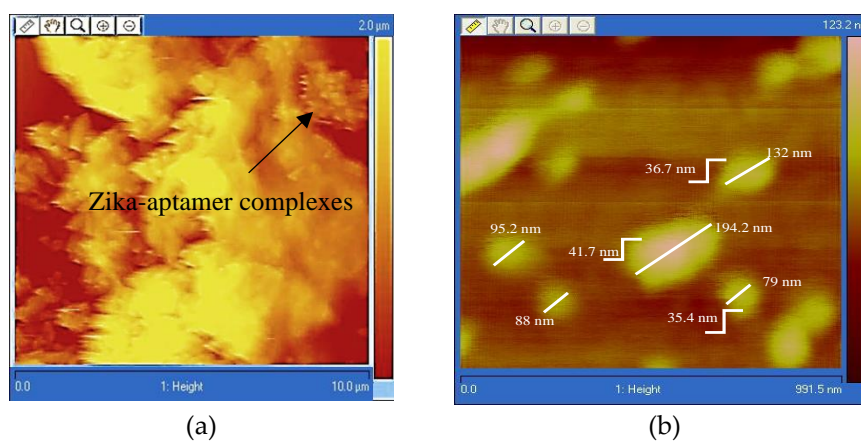 2.0 µm
Zika-aptamer complexes
0.0
1: Height
10.0 µm
(a)
123.2 n
132 nm
36.7 nm
95.2 nm
194.2 nm
41.7 nm
79 nm
88 nm
35.4 nm
0.0
1: Height
991.5 nm
(b)